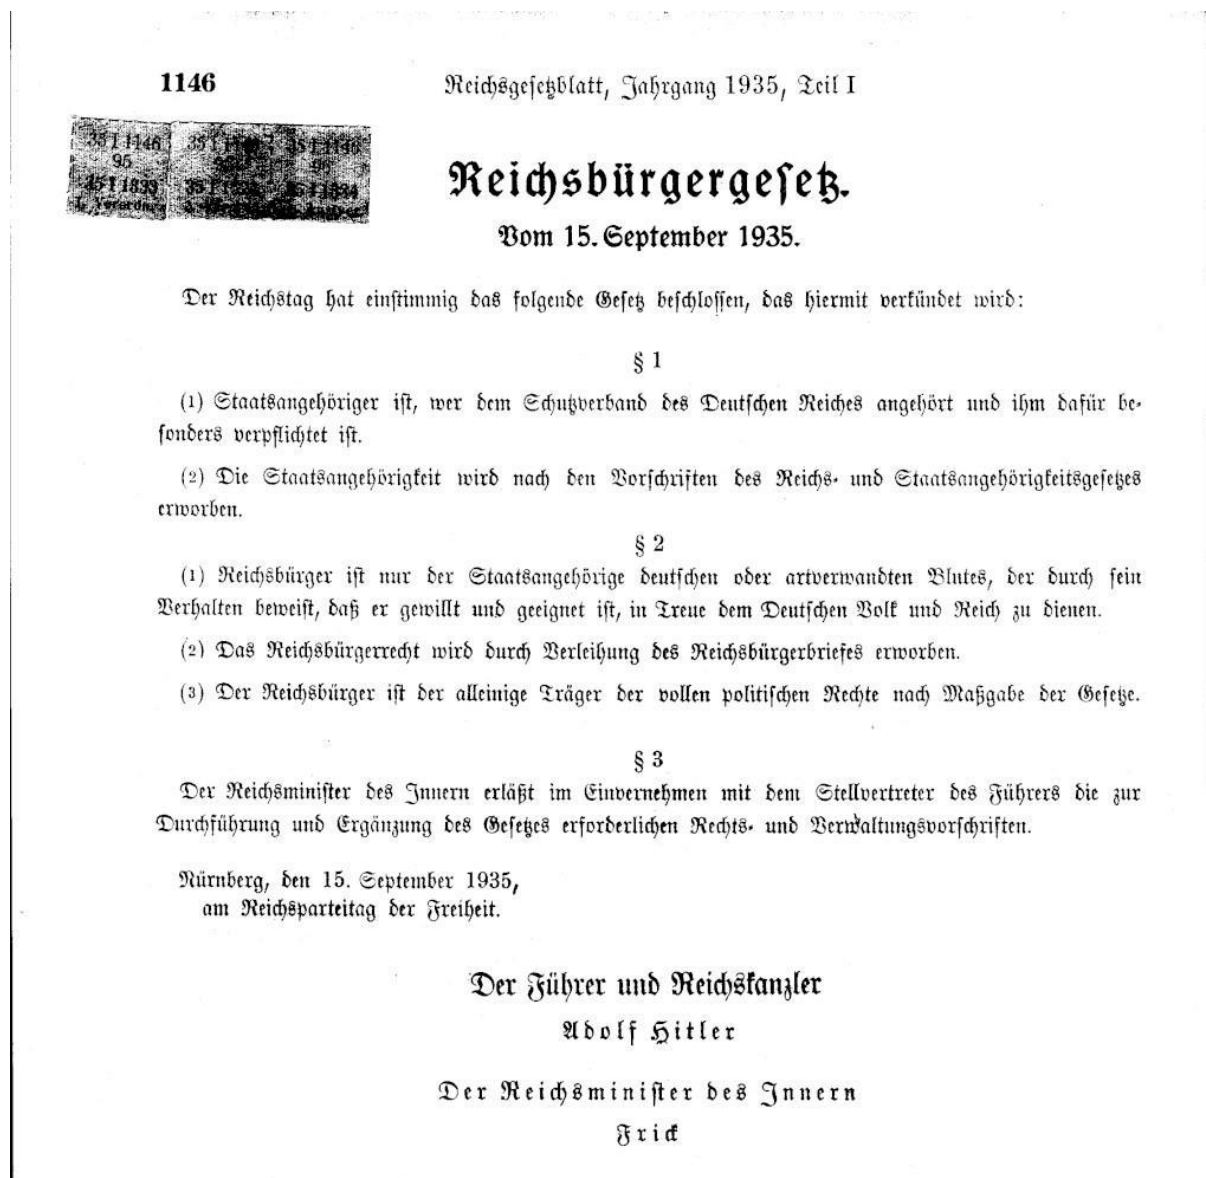 1146
Reichsgesetzblatt, Jahrgang 1935, Teil I
35 I 1146
95
35 I 1333
Reichsbürgergesetz.
Vom 15. September 1935.
Der Reichstag hat einstimmig das folgende Gesetz beschlossen, das hiermit verkündet wird:
§ 1
(1) Staatsangehöriger ist, wer dem Schutzverband des Deutschen Reiches angehört und ihm dafür be-
sonders verpflichtet ist.
(2) Die Staatsangehörigkeit wird nach den Vorschriften des Reichs- und Staatsangehörigkeitsgesetzes
erworben.
§ 2
(1) Reichsbürger ist nur der Staatsangehörige deutschen oder artverwandten Blutes, der durch sein
Verhalten beweist, daß er gewillt und geeignet ist, in Treue dem Deutschen Volk und Reich zu dienen.
(2) Das Reichsbürgerrecht wird durch Verleihung des Reichsbürgerbriefes erworben.
(3) Der Reichsbürger ist der alleinige Träger der vollen politischen Rechte nach Maßgabe der Gesetze.
§ 3
Der Reichsminister des Innern erläßt im Einvernehmen mit dem Stellvertreter des Führers die zur
Durchführung und Ergänzung des Gesetzes erforderlichen Rechts- und Verwaltungsvorschriften.
Nürnberg, den 15. September 1935,
am Reichsparteitag der Freiheit.
Der Führer und Reichskanzler
Adolf Hitler
Der Reichsminister des Innern
Frick